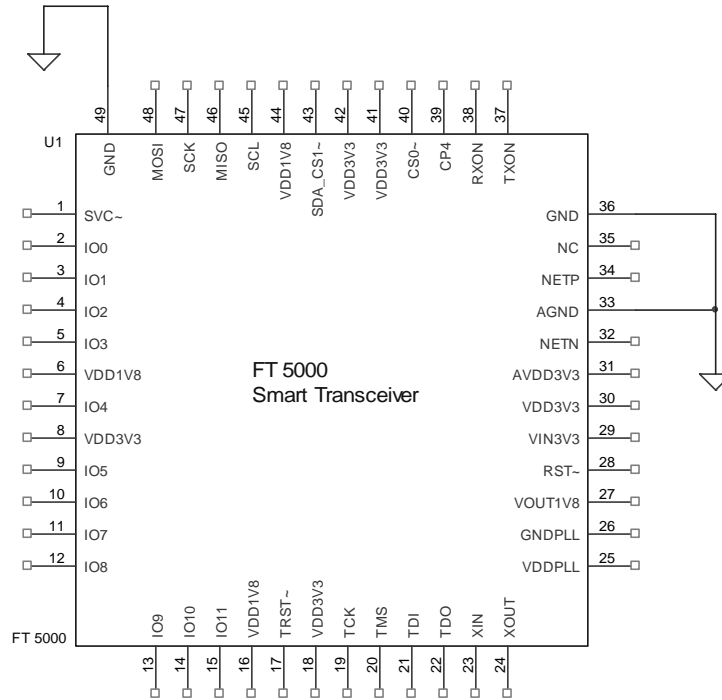 49 48 47 46 45 44 43 42 41 40 39 38 37
U1
GND MOSI SCK MISO SCL VDD1V8 SDA_CS1~ VDD3V3 VDD3V3 CS0~ CP4 RXON TXON
1 SVC~ GND 36
2 IO0 NC 35
3 IO1 NETP 34
4 IO2 AGND 33
5 IO3 NETN 32
6 VDD1V8 AVDD3V3 31
7 IO4 VDD3V3 30
8 VDD3V3 VIN3V3 29
9 IO5 RST~ 28
10 IO6 VOUT1V8 27
11 IO7 GNDPLL 26
12 IO8 VDDPLL 25
FT 5000
Smart Transceiver
IO9 IO10 IO11 VDD1V8 TRST~ VDD3V3 TCK TMS TDI TDO XIN XOUT
FT 5000
13 14 15 16 17 18 19 20 21 22 23 24